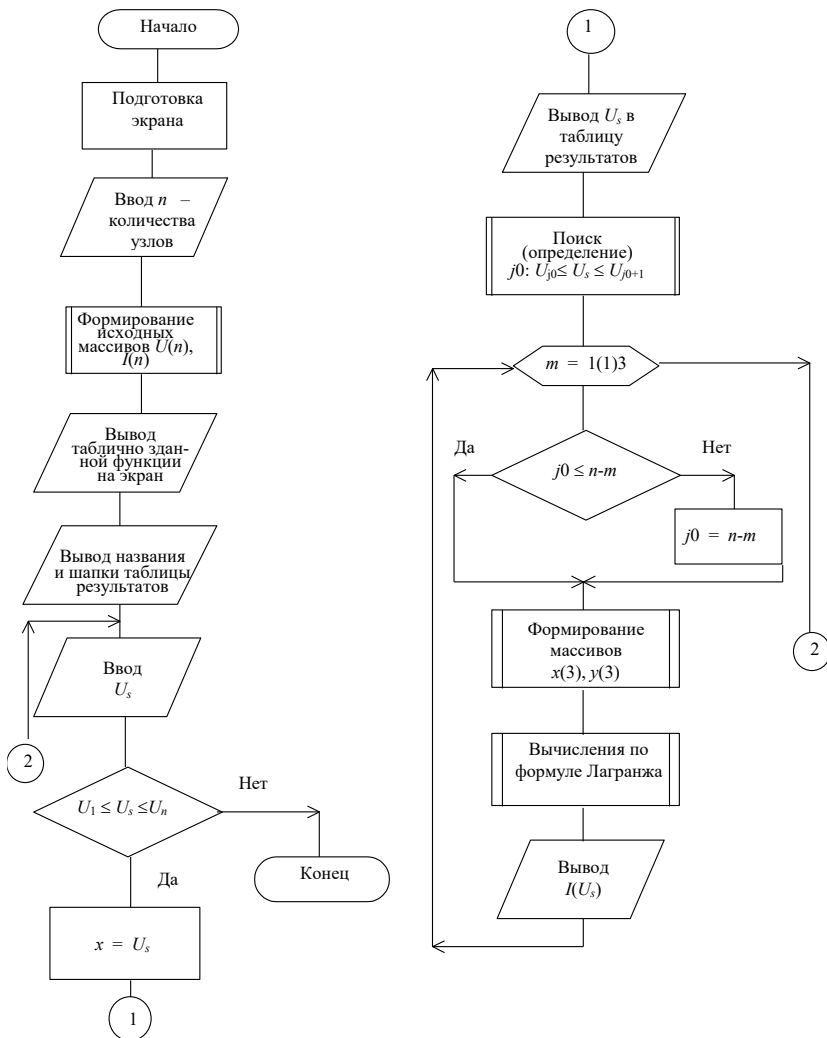 Начало
Подготовка
экрана
Ввод n –
количества
узлов
Формирование
исходных
массивов U(n),
I(n)
Вывод
таблично здан-
ной функции
на экран
Вывод названия
и шапки таблицы
результатов
Ввод
Us
2
U1 ≤ Us ≤Un
Нет
Конец
Да
x = Us
1
1
Вывод Us в
таблицу
результатов
Поиск
(определение)
j0: Uj0≤ Us ≤ Uj0+1
m = 1(1)3
Да
Нет
j0 ≤ n-m
j0 = n-m
Формирование
массивов
x(3), y(3)
2
Вычисления по
формуле Лагранжа
Вывод
I(Us)